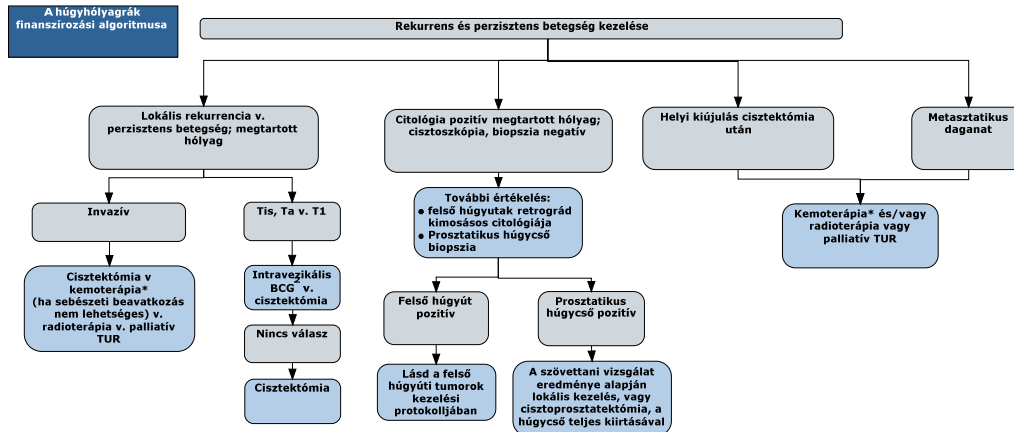 A húgyhólyagrák
finanszírozási algoritmusa
Rekurrens és perzisztens betegség kezelése
Lokális rekurrencia v.
perzisztens betegség; megtartott
hólyag
Citológia pozitív megtartott hólyag;
cisztoszkópia, biopszia negatív
Helyi kiújulás cisztektómia
után
Metasztatikus
daganat
Invazív
Tis, Ta v. T1
További értékelés:
● felső húgyutak retrográd
kimosásos citológiája
● Prosztatikus húgycső
biopszia
Kemoterápia* és/vagy
radioterápia vagy
palliatív TUR
Cisztektómia v
kemoterápia*
(ha sebészeti beavatkozás
nem lehetséges) v.
radioterápia v. palliatív
TUR
Intravezikális
BCG2 v.
cisztektómia
Felső húgyút
pozitív
Prosztatikus
húgycső pozitív
Nincs válasz
Cisztektómia
Lásd a felső
húgyúti tumorok
kezelési
protokolljában
A szövettani vizsgálat
eredménye alapján
lokális kezelés, vagy
cisztoprosztatektómia, a
húgycső teljes kiirtásával